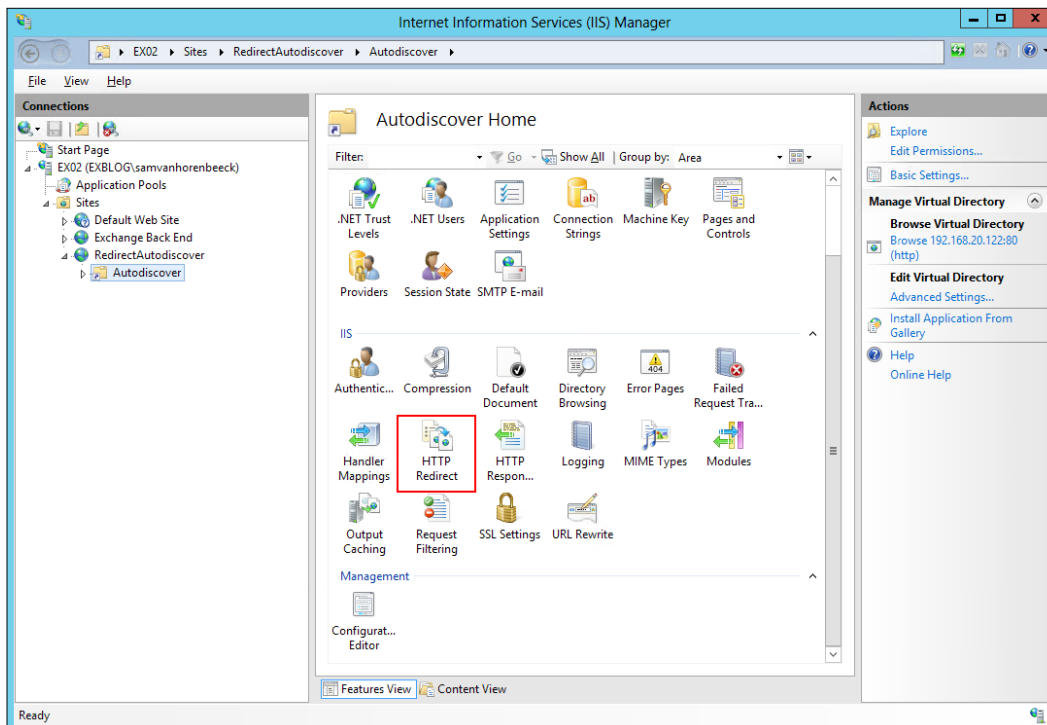 Internet Information Services (IIS) Manager
EX02 Sites RedirectAutodiscover Autodiscover
File View Help
Connections
Start Page
EX02 (EXBLOG\samvanhorenbeeck)
Application Pools
Sites
Default Web Site
Exchange Back End
RedirectAutodiscover
Autodiscover
Autodiscover Home
Filter: Go Show All Group by: Area
.NET Trust Levels
.NET Users
Application Settings
Connection Strings
Machine Key
Pages and Controls
Providers
Session State
SMTP E-mail
IIS
Authentic...
Compression
Default Document
Directory Browsing
Error Pages
Failed Request Tra...
Handler Mappings
HTTP Redirect
HTTP Respon...
Logging
MIME Types
Modules
Output Caching
Request Filtering
SSL Settings
URL Rewrite
Management
Configurat... Editor
Features View
Content View
Actions
Explore
Edit Permissions...
Basic Settings...
Manage Virtual Directory
Browse Virtual Directory
Browse 192.168.20.122:80
(http)
Edit Virtual Directory
Advanced Settings...
Install Application From
Gallery
Help
Online Help
Ready